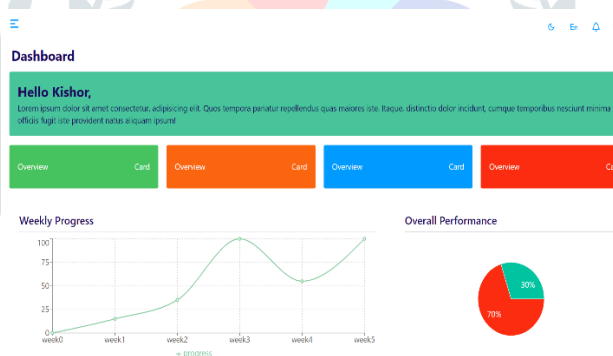 En
Dashboard
Hello Kishor,
Lorem ipsum dolor sit amet consectetur, adipisicing elit. Quos tempora pariatur repellendus quas maiores iste. Itaque, distinctio dolor incidunt, cumque temporibus nesciunt minima
officiis fugit iste provident natus aliquam ipsum!
Overview Card Overview Card Overview Card Overview
Weekly Progress
Overall Performance
100
75
50
25
0
week0 week1 week2 week3 week4 week5
progress
30%
70%